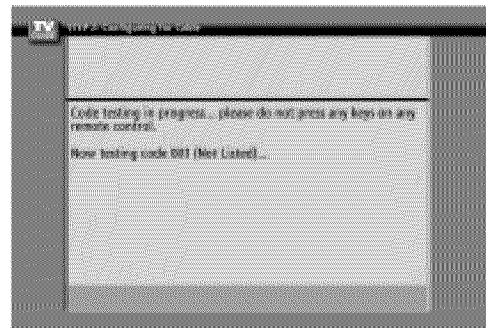 TV
Code testing in progress... please do not press any keys on any
remote control.
Now testing code 001 (Not Listed)...